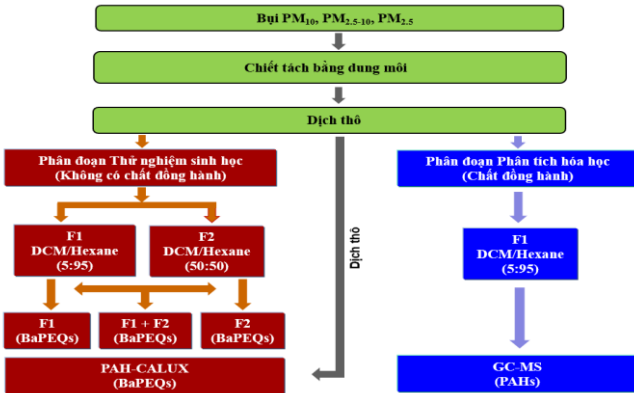 Bụi PM10, PM2.5-10, PM2.5
Chiết tách bằng dung môi
Dịch thô
Phân đoạn Thử nghiệm sinh học
(Không có chất đồng hành)
Phân đoạn Phân tích hóa học
(Chất đồng hành)
F1
DCM/Hexane
(5:95)
F2
DCM/Hexane
(50:50)
Dịch thô
F1
DCM/Hexane
(5:95)
F1
(BaPEQs)
F1 + F2
(BaPEQs)
F2
(BaPEQs)
PAH-CALUX
(BaPEQs)
GC-MS
(PAHs)